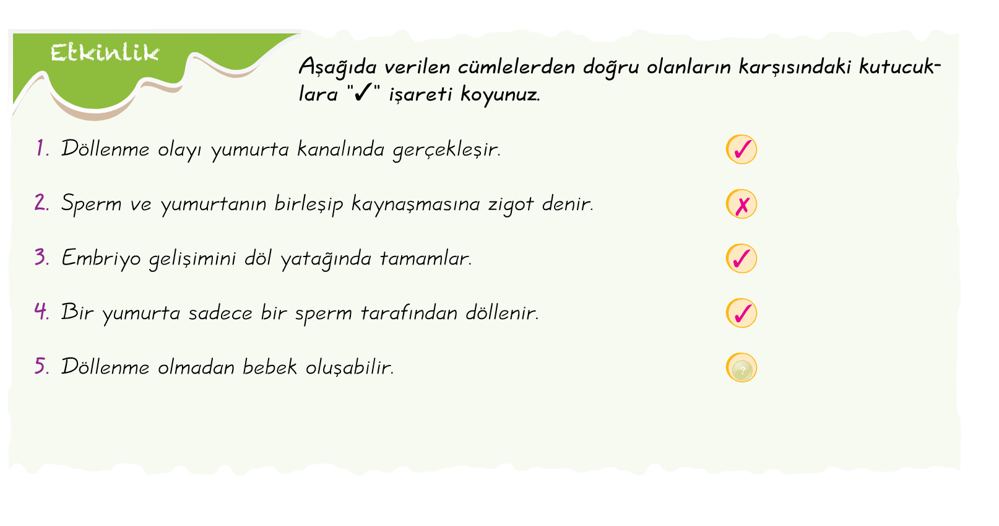 Etkinlik
Aşağıda verilen cümlelerden doğru olanların karşısındaki kutucuk-
lara "✓" işareti koyunuz.
1. Döllenme olayı yumurta kanalında gerçekleşir. ✓
2. Sperm ve yumurtanın birleşip kaynaşmasına zigot denir. ✗
3. Embriyo gelişimini döl yatağında tamamlar. ✓
4. Bir yumurta sadece bir sperm tarafından döllenir. ✓
5. Döllenme olmadan bebek oluşabilir. ?